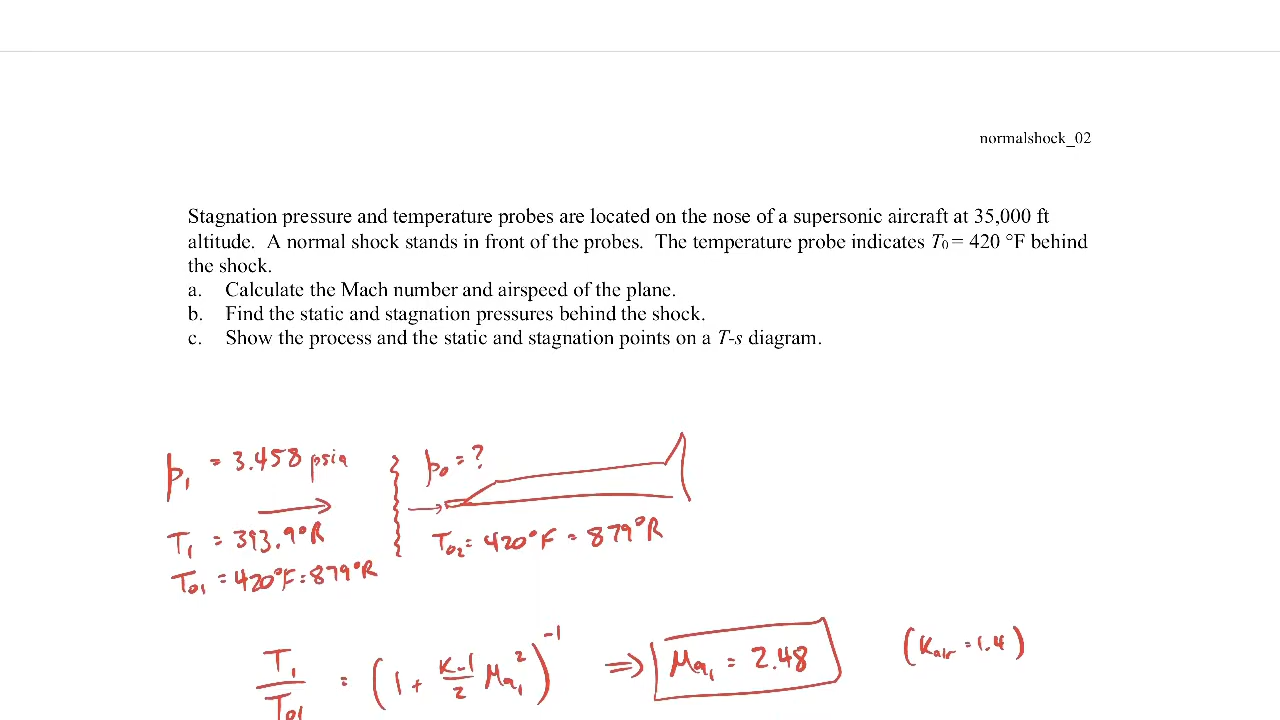 normalshock_02
Stagnation pressure and temperature probes are located on the nose of a supersonic aircraft at 35,000 ft
altitude. A normal shock stands in front of the probes. The temperature probe indicates T₀ = 420 °F behind
the shock.
a. Calculate the Mach number and airspeed of the plane.
b. Find the static and stagnation pressures behind the shock.
c. Show the process and the static and stagnation points on a T-s diagram.
p₁ = 3.458 psia
p₀ = ?
T₁ = 393.9°R
T₀₂ = 420°F = 879°R
T₀₁ = 420°F = 879°R
T₁/T₀₁ = (1 + (k-1)/2 Ma₁²)⁻¹ ⇒ Ma₁ = 2.48 (k air = 1.4)